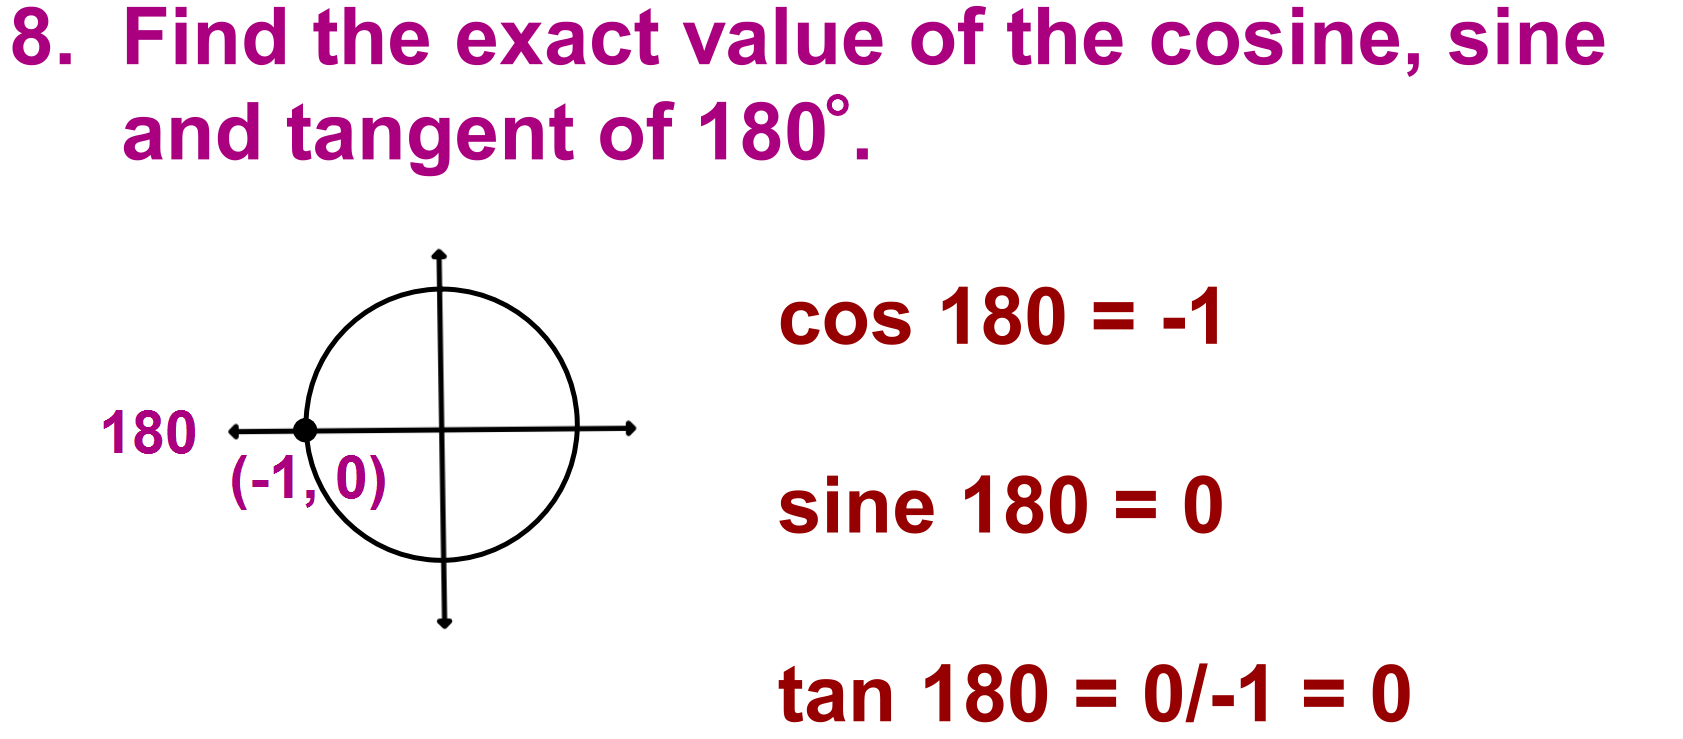 8. Find the exact value of the cosine, sine
and tangent of 180°.
cos 180 = -1
180
(-1, 0)
sine 180 = 0
tan 180 = 0/-1 = 0